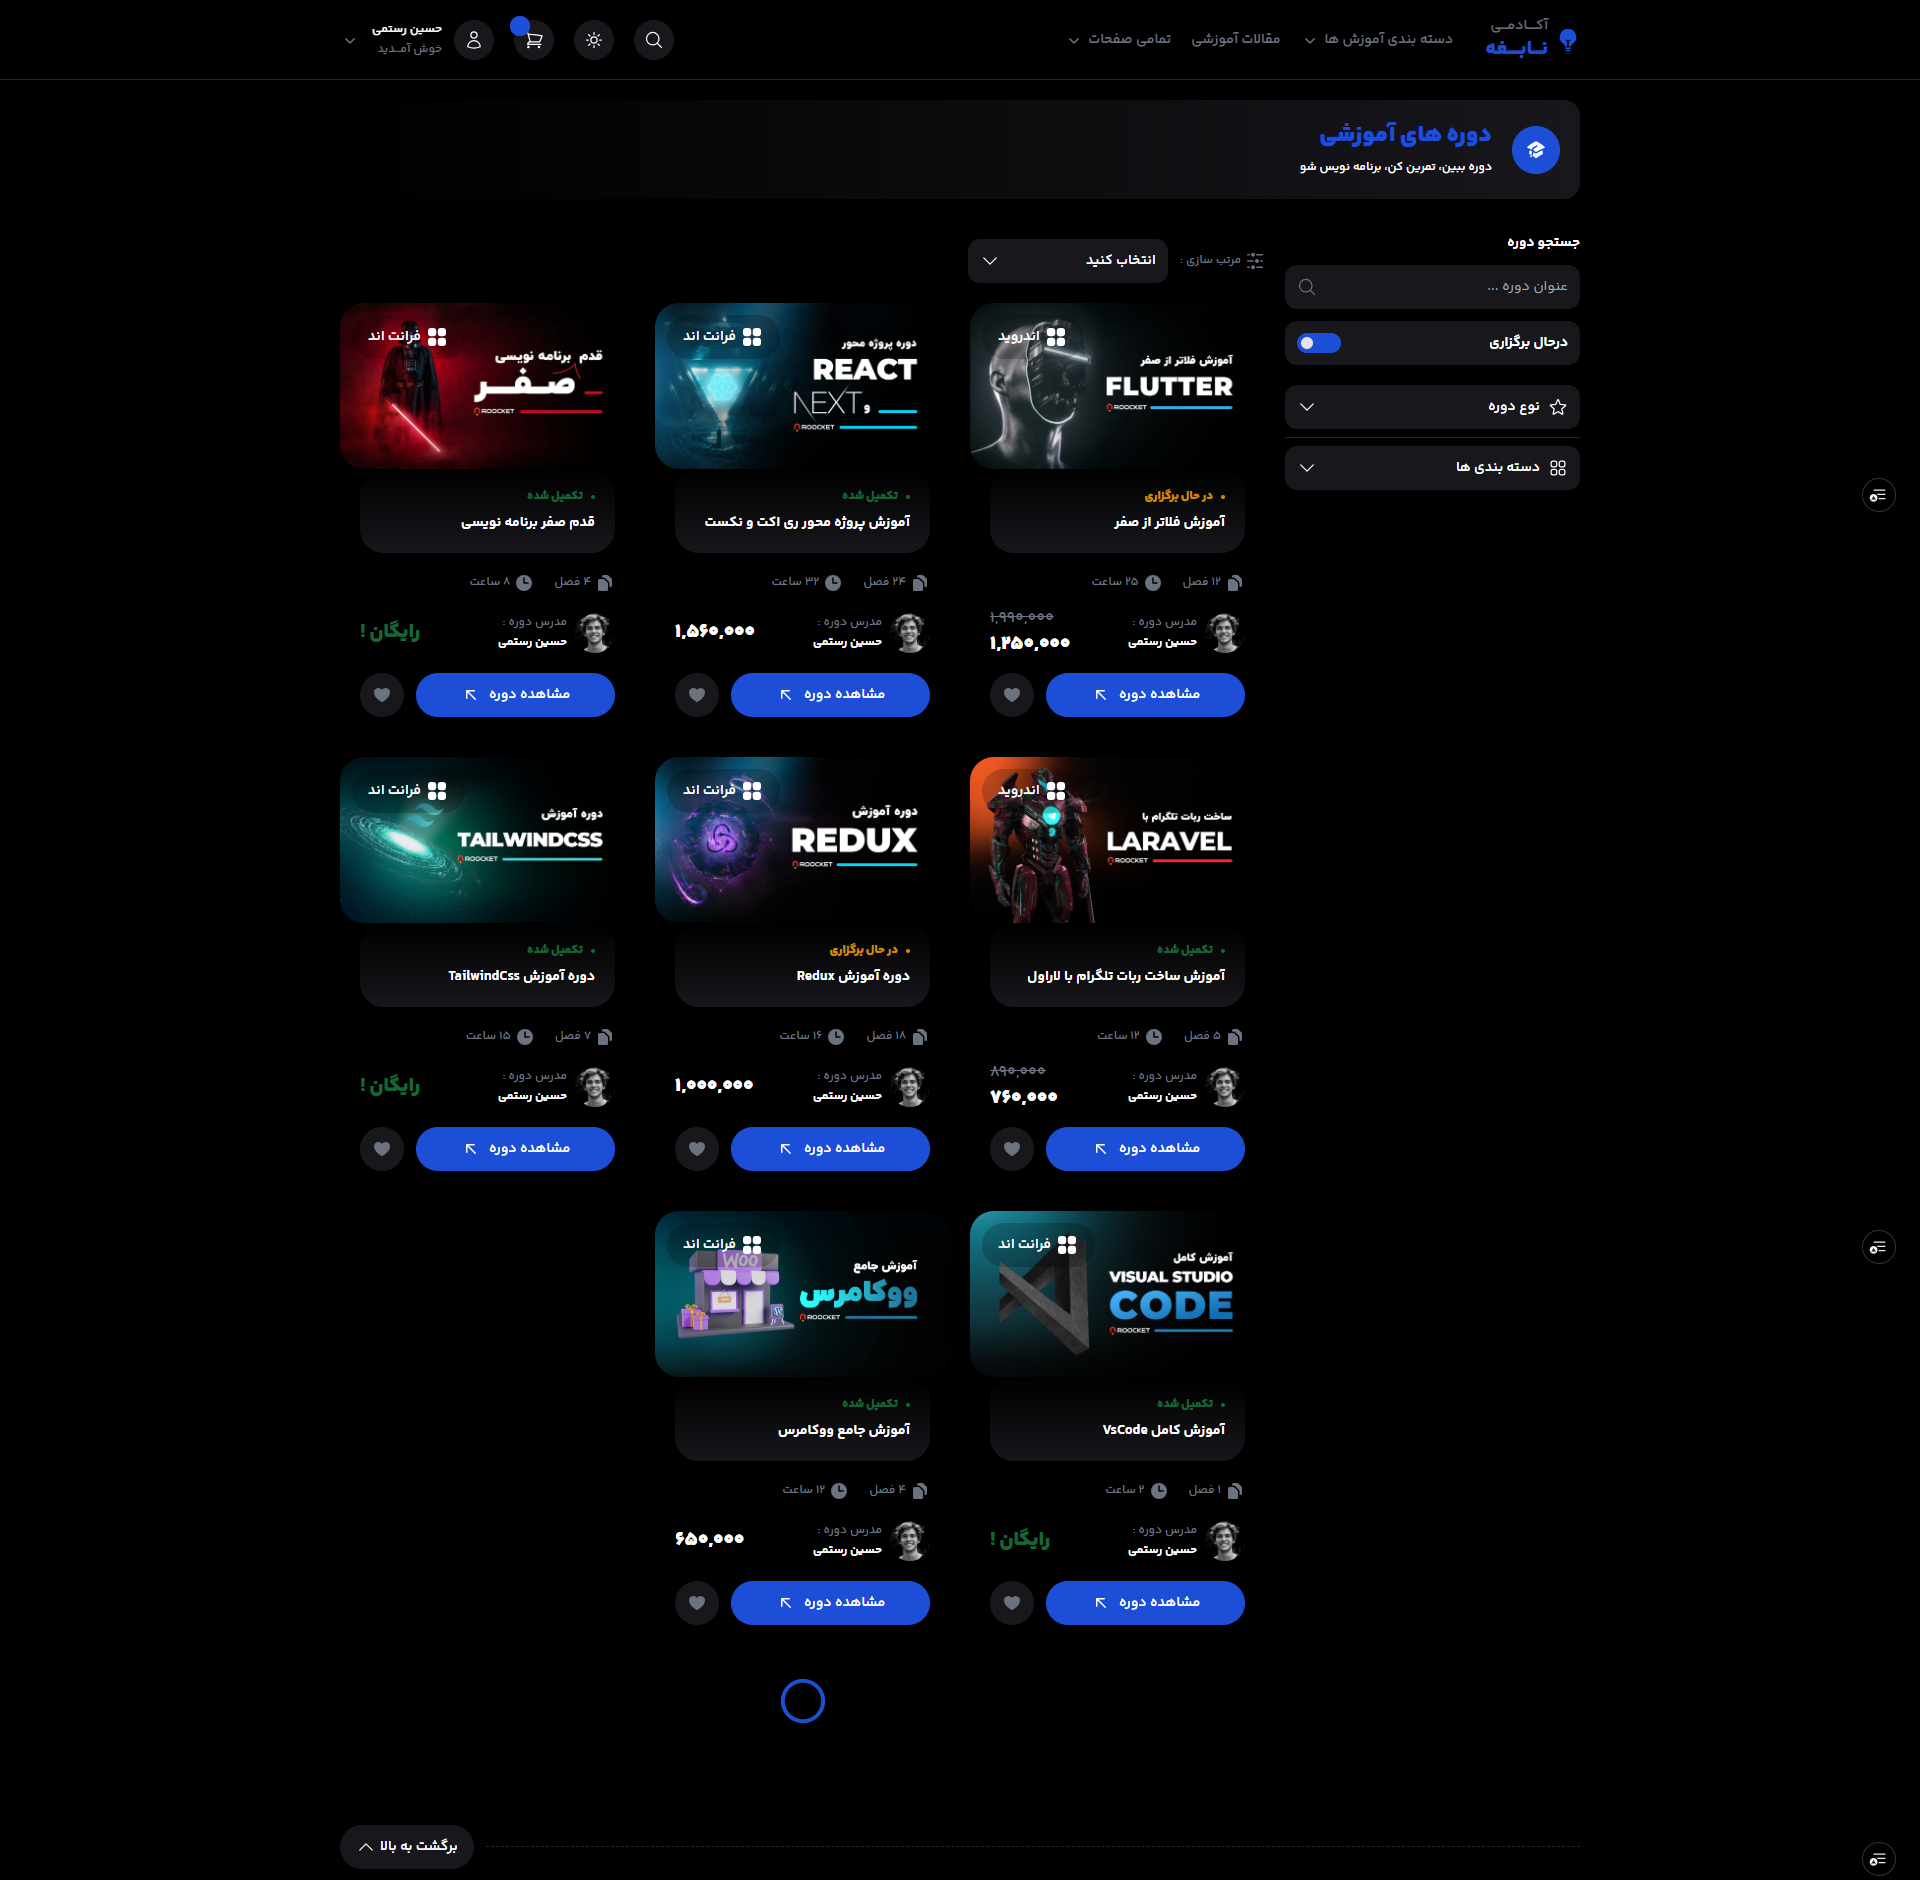 آکـــادمــی
نــابـــغه
دسته بندی آموزش ها
مقالات آموزشی
تمامی صفحات
حسین رستمی
خوش آمـدید
دوره های آموزشی
دوره ببین، تمرین کن، برنامه نویس شو
جستجو دوره
عنوان دوره ...
درحال برگزاری
نوع دوره
دسته بندی ها
مرتب سازی :
انتخاب کنید
اندروید
آموزش فلاتر از صفر
FLUTTER
ROOCKET
در حال برگزاری
آموزش فلاتر از صفر
۱۲ فصل
۲۵ ساعت
مدرس دوره :
حسین رستمی
۱,۹۹۰,۰۰۰
۱,۲۵۰,۰۰۰
مشاهده دوره
فرانت اند
دوره پروژه محور
REACT
و NEXT
ROOCKET
تکمیل شده
آموزش پروژه محور ری اکت و نکست
۲۴ فصل
۳۲ ساعت
مدرس دوره :
حسین رستمی
۱,۵۶۰,۰۰۰
مشاهده دوره
فرانت اند
قدم برنامه نویسی
صـفــر
ROOCKET
تکمیل شده
قدم صفر برنامه نویسی
۴ فصل
۸ ساعت
مدرس دوره :
حسین رستمی
رایگان !
مشاهده دوره
اندروید
ساخت ربات تلگرام با
LARAVEL
ROOCKET
تکمیل شده
آموزش ساخت ربات تلگرام با لاراول
۵ فصل
۱۲ ساعت
مدرس دوره :
حسین رستمی
۸۹۰,۰۰۰
۷۶۰,۰۰۰
مشاهده دوره
فرانت اند
دوره آموزش
REDUX
ROOCKET
در حال برگزاری
دوره آموزش Redux
۱۸ فصل
۱۶ ساعت
مدرس دوره :
حسین رستمی
۱,۰۰۰,۰۰۰
مشاهده دوره
فرانت اند
دوره آموزش
TAILWINDCSS
ROOCKET
تکمیل شده
دوره آموزش TailwindCss
۷ فصل
۱۵ ساعت
مدرس دوره :
حسین رستمی
رایگان !
مشاهده دوره
فرانت اند
آموزش کامل
VISUAL STUDIO
CODE
ROOCKET
تکمیل شده
آموزش کامل VsCode
۱ فصل
۲ ساعت
مدرس دوره :
حسین رستمی
رایگان !
مشاهده دوره
فرانت اند
WOO
آموزش جامع
ووکامرس
ROOCKET
تکمیل شده
آموزش جامع ووکامرس
۴ فصل
۱۲ ساعت
مدرس دوره :
حسین رستمی
۶۵۰,۰۰۰
مشاهده دوره
برگشت به بالا